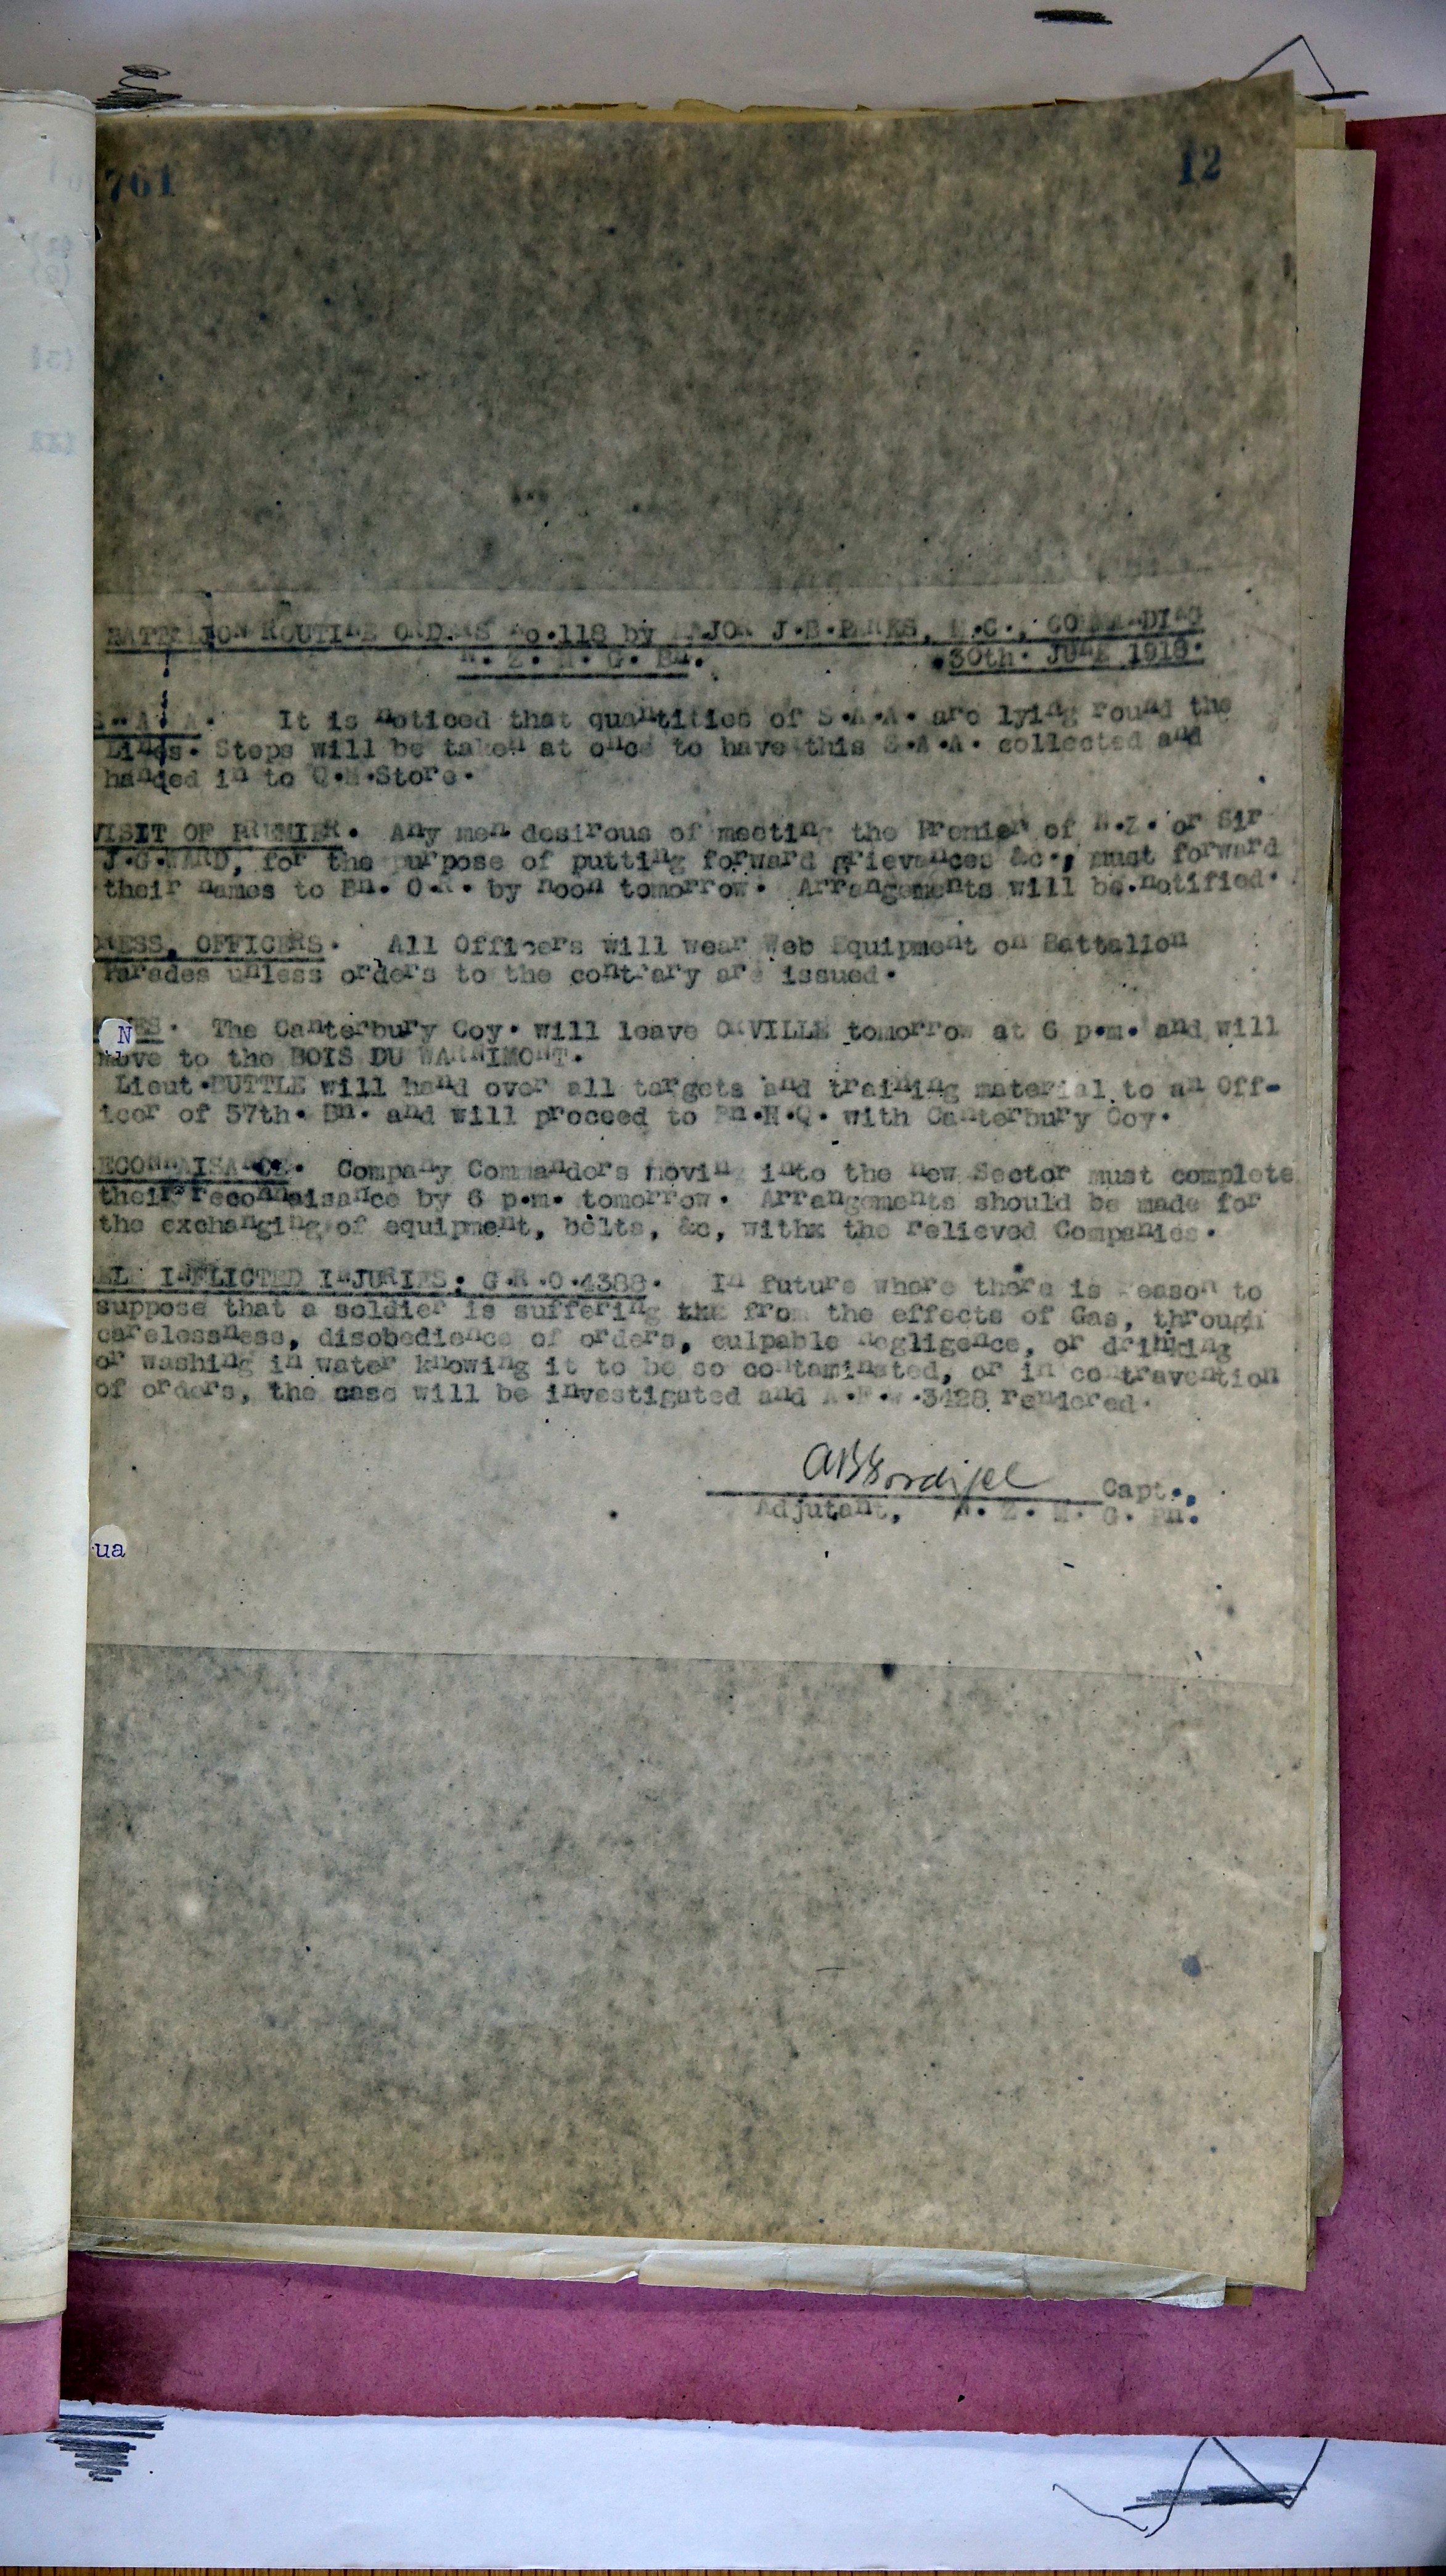 761
12
BATTALION ROUTINE ORDERS No.118 by MAJOR J.B.PARKS, M.C., COMMANDING
N. Z. M. G. Bn.
30th. JUNE 1918.
S.A.A. It is noticed that quantities of S.A.A. are lying round the
Lines. Steps will be taken at once to have this S.A.A. collected and
handed in to Q.M.Store.
VISIT OF PREMIER. Any men desirous of meeting the Premier of N.Z. or Sir
J.G.WARD, for the purpose of putting forward grievances &c., must forward
their names to Bn. O.R. by noon tomorrow. Arrangements will be.notified.
RESS, OFFICERS. All Officers will wear Web Equipment on Battalion
Parades unless orders to the contrary are issued.
N
ES. The Canterbury Coy. will leave ORVILLE tomorrow at 6 p.m. and will
move to the BOIS DU WARNIMONT.
Lieut.BUTTLE will hand over all targets and training material to an Off-
icer of 57th. Bn. and will proceed to Bn.H.Q. with Canterbury Coy.
ECONNAISANCE. Company Commanders moving into the new Sector must complete
their reconnaisance by 6 p.m. tomorrow. Arrangements should be made for
the exchanging of equipment, belts, &c, withx the relieved Companies.
ELF INFLICTED INJURIES; G.R.O.4388. In future where there is reason to
suppose that a soldier is suffering from the effects of Gas, through
carelessness, disobedience of orders, culpable negligence, or drinking
or washing in water knowing it to be so contaminated, or in contravention
of orders, the case will be investigated and A.F.W.3428 rendered.
Capt.,
Adjutant, N. Z. M. G. Bn.
ua